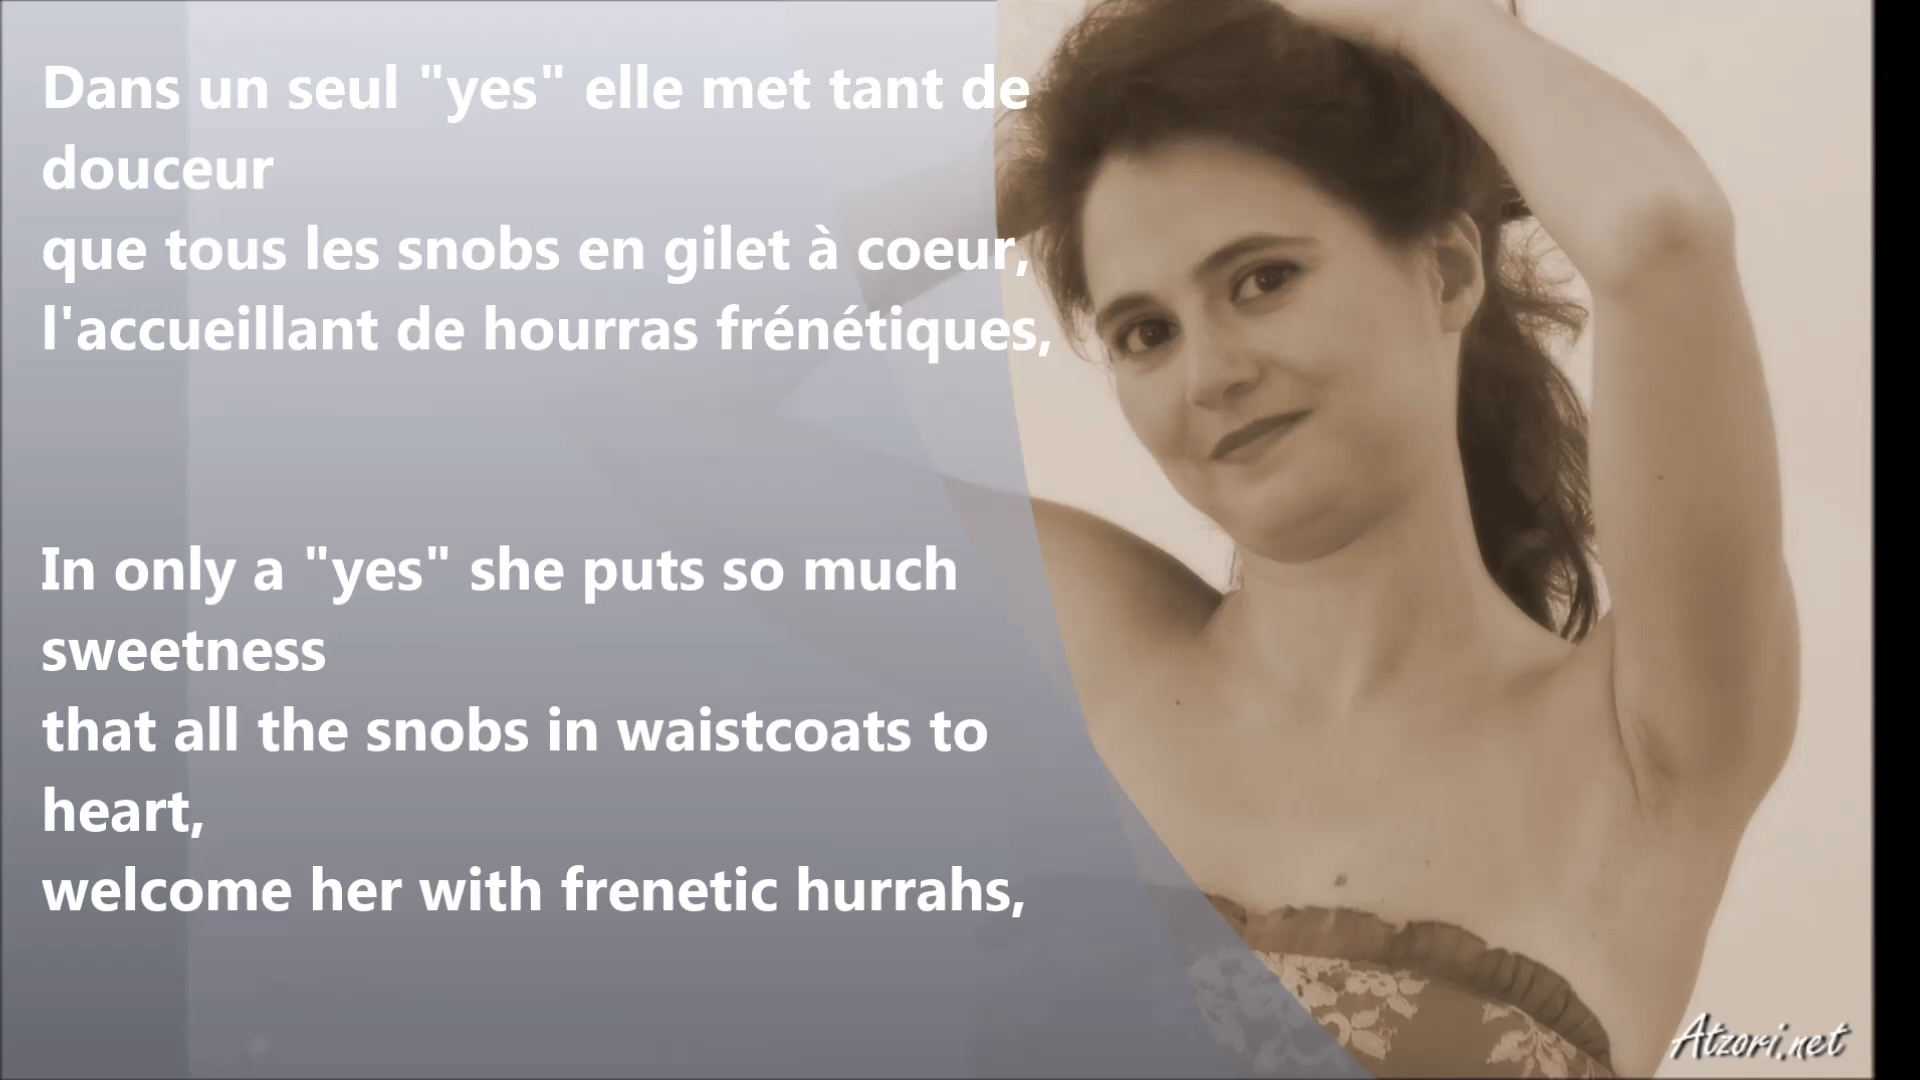 Dans un seul "yes" elle met tant de
douceur
que tous les snobs en gilet à coeur,
l'accueillant de hourras frénétiques,
In only a "yes" she puts so much
sweetness
that all the snobs in waistcoats to
heart,
welcome her with frenetic hurrahs,
Atzori.net